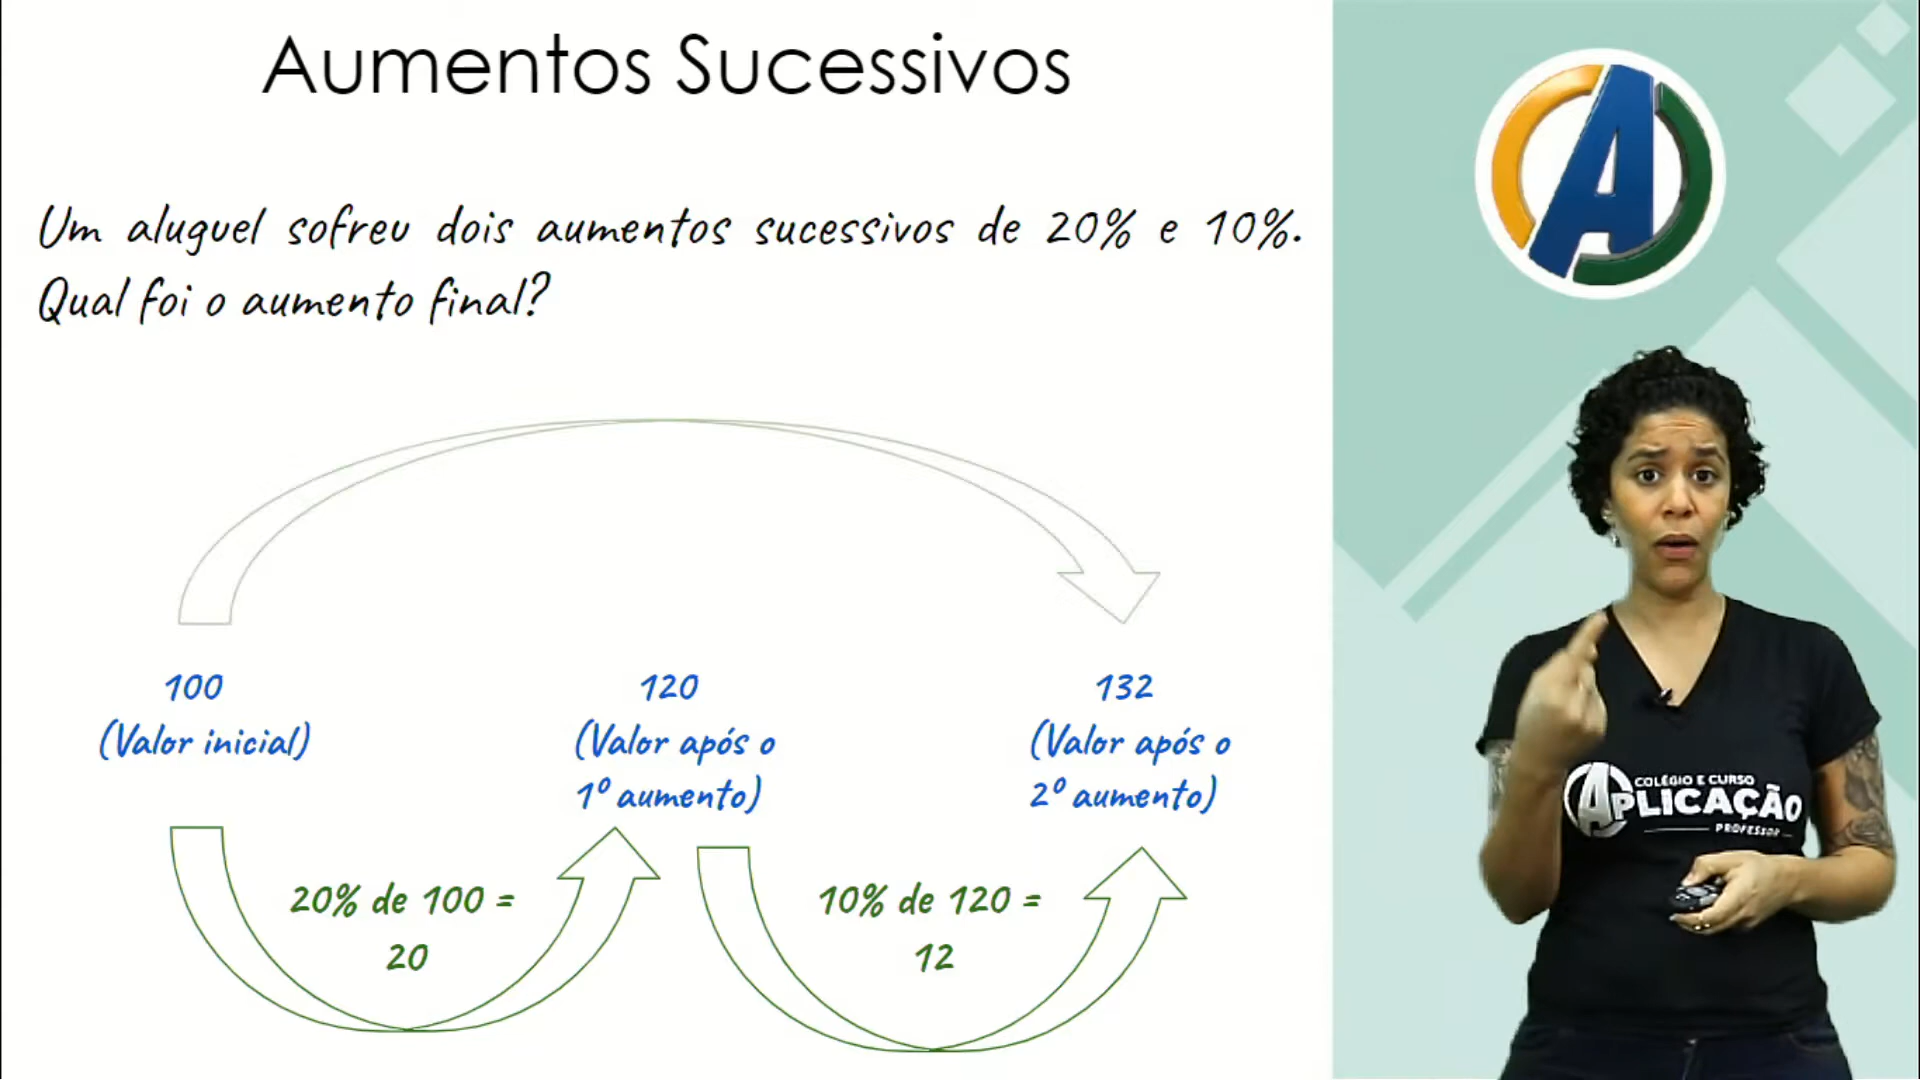 Aumentos Sucessivos
Um aluguel sofreu dois aumentos sucessivos de 20% e 10%.
Qual foi o aumento final?
100
(Valor inicial)
120
(Valor após o
1º aumento)
132
(Valor após o
2º aumento)
20% de 100 =
20
10% de 120 =
12
A
COLÉGIO E CURSO
APLICAÇÃO
PROFESSOR